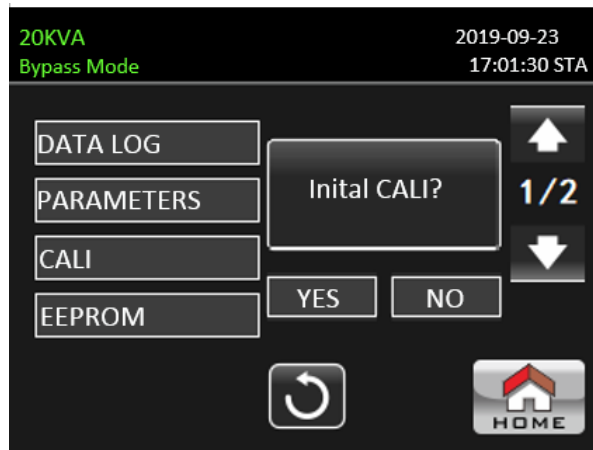 20KVA
2019-09-23
Bypass Mode
17:01:30 STA
DATA LOG
PARAMETERS
CALI
EEPROM
Inital CALI?
YES
NO
1/2
HOME